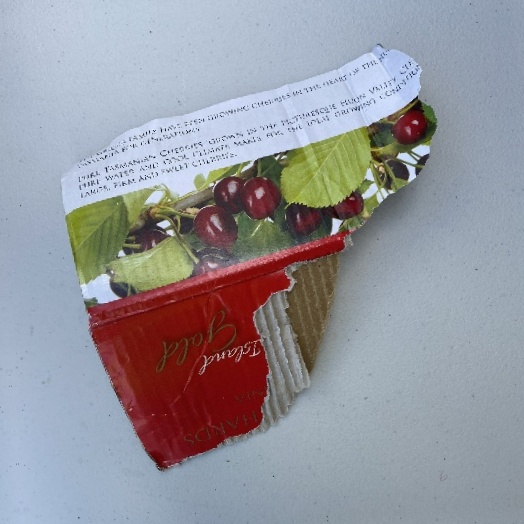 FAMILY HAS BEEN GROWING CHERRIES IN THE HEART OF THE
FOR GENERATIONS.
PURE TASMANIAN CHERRIES GROWN IN THE PICTURESQUE HUON VALLEY.
PURE WATER AND COOL CLIMATE MAKE FOR THE IDEAL GROWING
LARGE, FIRM AND SWEET CHERRIES.
Island
Gold
HARDS